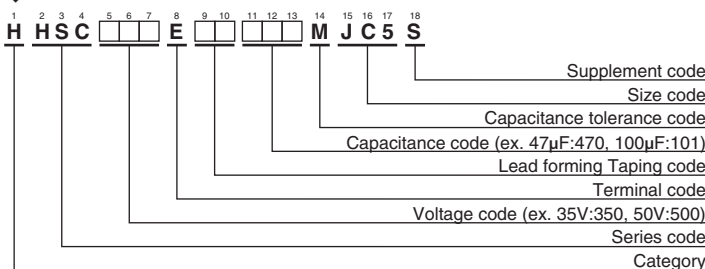 1 2 3 4 5 6 7 8 9 10 11 12 13 14 15 16 17 18
H HSC E M JC5 S
Supplement code
Size code
Capacitance tolerance code
Capacitance code (ex. 47µF:470, 100µF:101)
Lead forming Taping code
Terminal code
Voltage code (ex. 35V:350, 50V:500)
Series code
Category